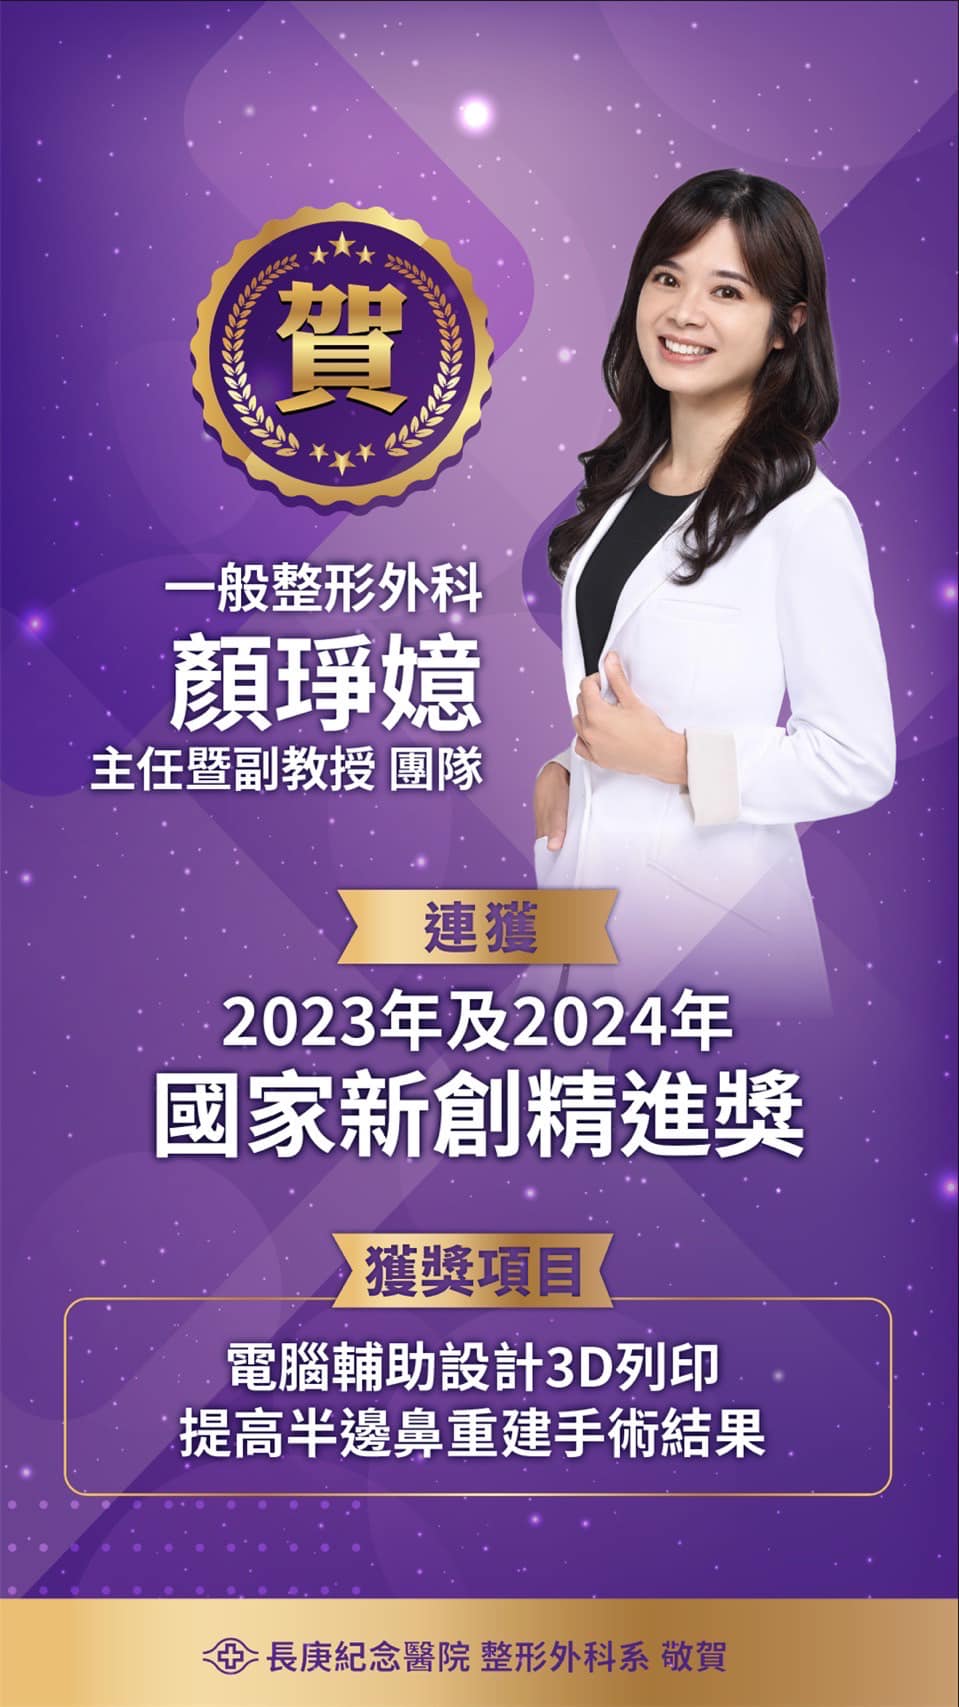 賀
一般整形外科
顏琤嬑
主任暨副教授 團隊
連獲
2023年及2024年
國家新創精進獎
獲獎項目
電腦輔助設計3D列印
提高半邊鼻重建手術結果
長庚紀念醫院 整形外科系 敬賀